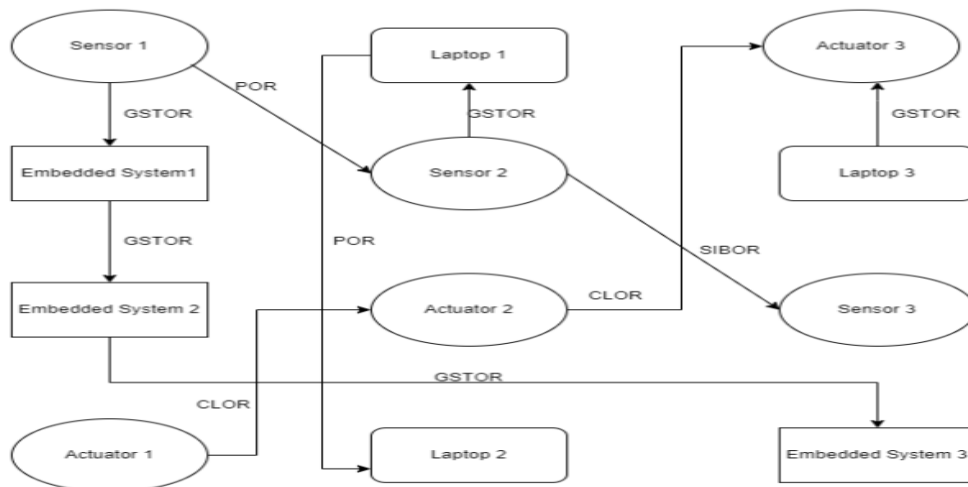 Sensor 1
Laptop 1
Actuator 3
POR
GSTOR
GSTOR
GSTOR
Embedded System1
Sensor 2
Laptop 3
GSTOR
POR
SIBOR
CLOR
Embedded System 2
Actuator 2
Sensor 3
GSTOR
CLOR
Actuator 1
Laptop 2
Embedded System 3